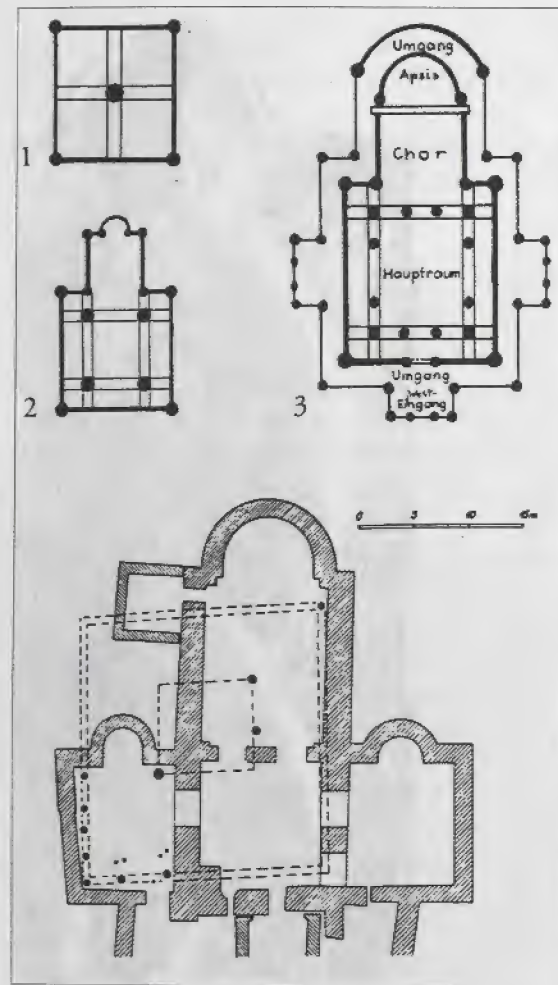 1
2
3
Umgang
Apsis
Chor
Hauptraum
Umgang
West-
Eingang
0 5 10 15m